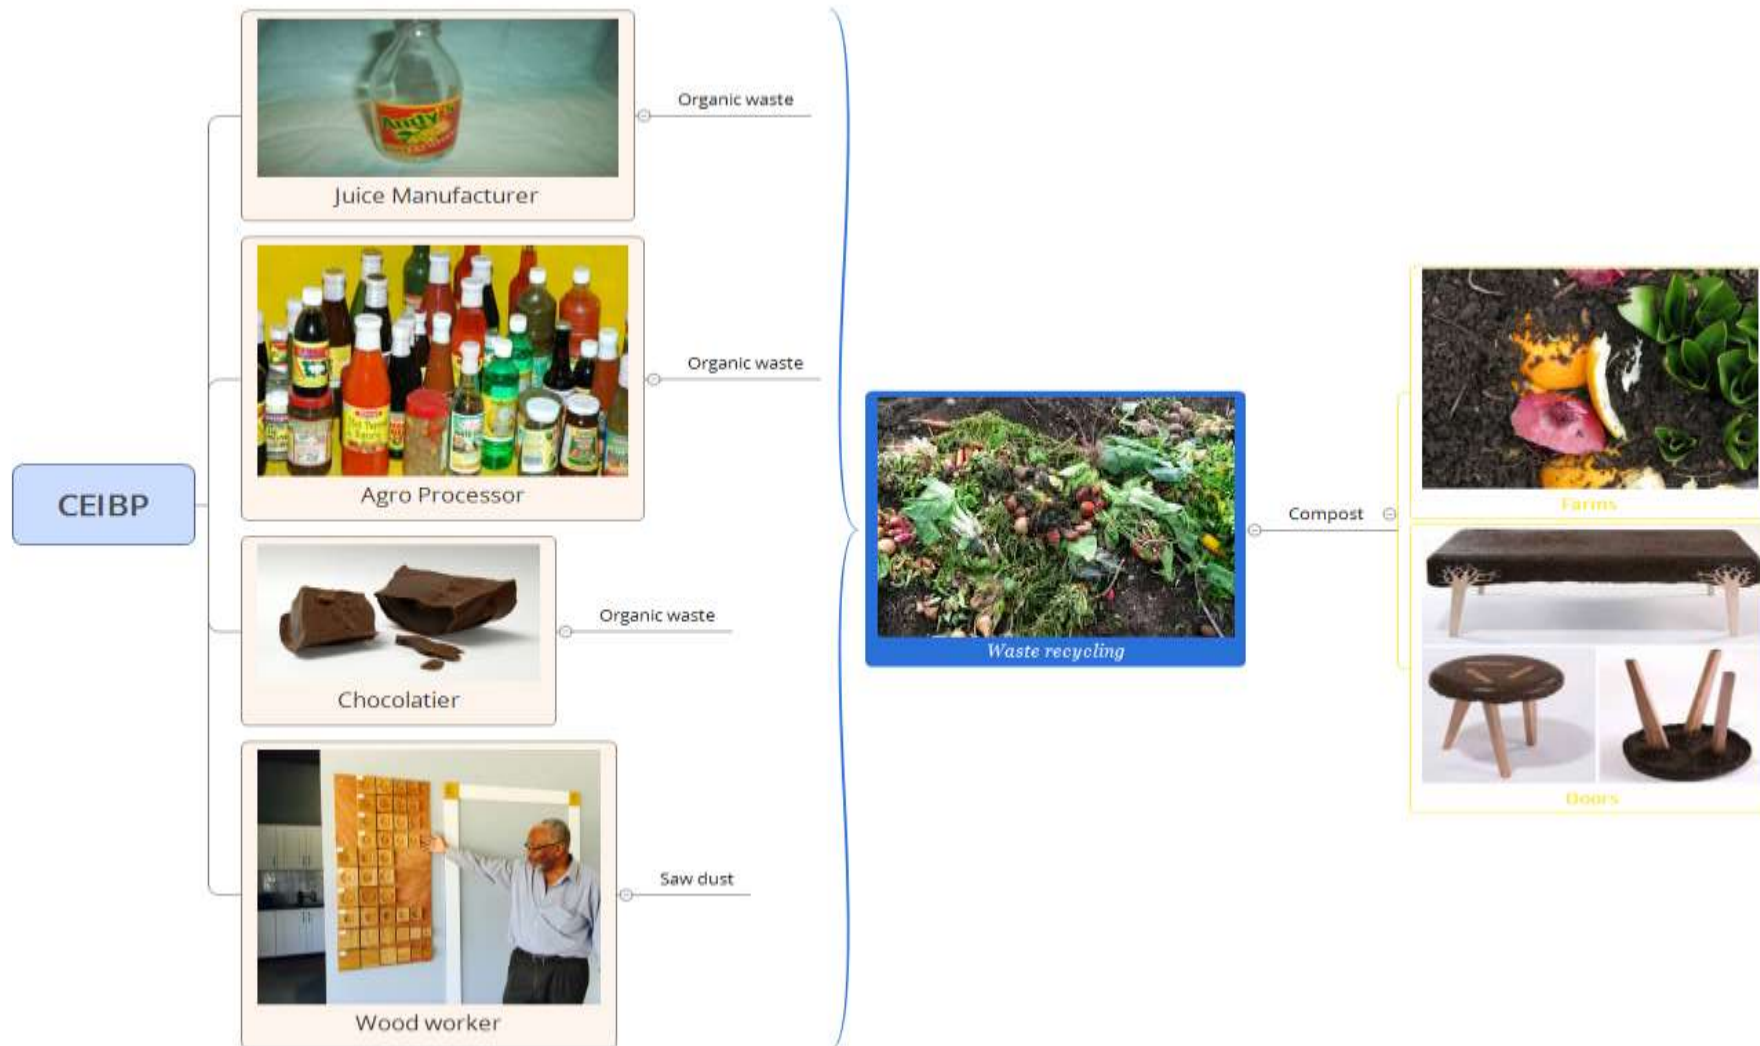 CEIBP
Andy's
Juice Manufacturer
Organic waste
Agro Processor
Organic waste
Chocolatier
Organic waste
Wood worker
Saw dust
Waste recycling
Compost
Farms
Doors